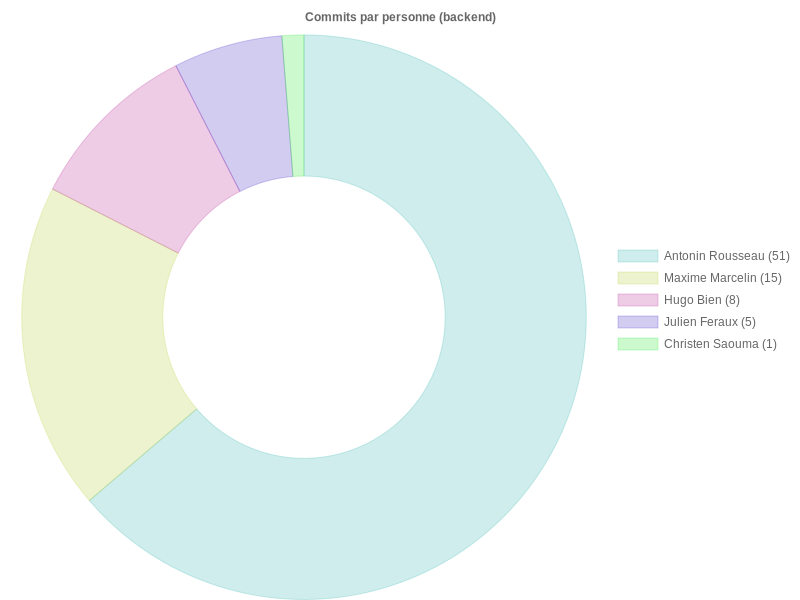 Commits par personne (backend)
Antonin Rousseau (51)
Maxime Marcelin (15)
Hugo Bien (8)
Julien Feraux (5)
Christen Saouma (1)